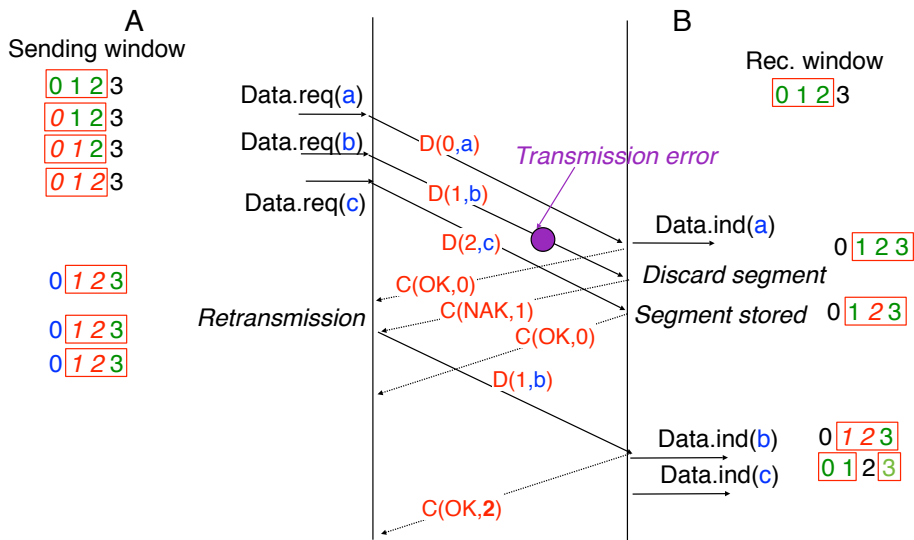 A
B
Sending window
Rec. window
0 1 2 3
0 1 2 3
0 1 2 3
0 1 2 3
0 1 2 3
Data.req(a)
Data.req(b)
Data.req(c)
D(0,a)
Transmission error
D(1,b)
D(2,c)
Data.ind(a)
0 1 2 3
Discard segment
0 1 2 3
C(OK,0)
C(NAK,1)
Retransmission
Segment stored
0 1 2 3
0 1 2 3
C(OK,0)
0 1 2 3
D(1,b)
Data.ind(b)
0 1 2 3
Data.ind(c)
0 1 2 3
C(OK,2)